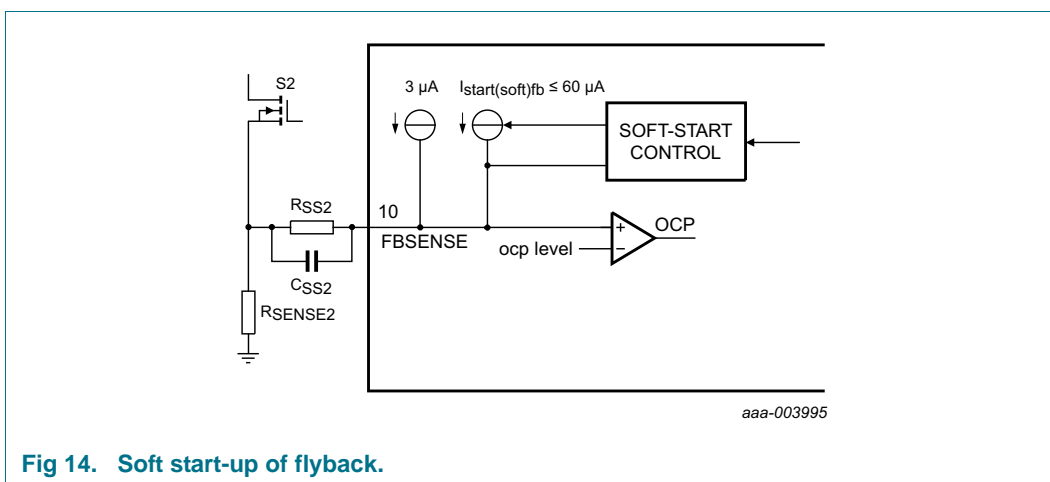 S2
3 µA
Istart(soft)fb ≤ 60 µA
SOFT-START
CONTROL
RSS2
10
FBSENSE
CSS2
RSENSE2
ocp level
+
−
OCP
aaa-003995
Fig 14. Soft start-up of flyback.